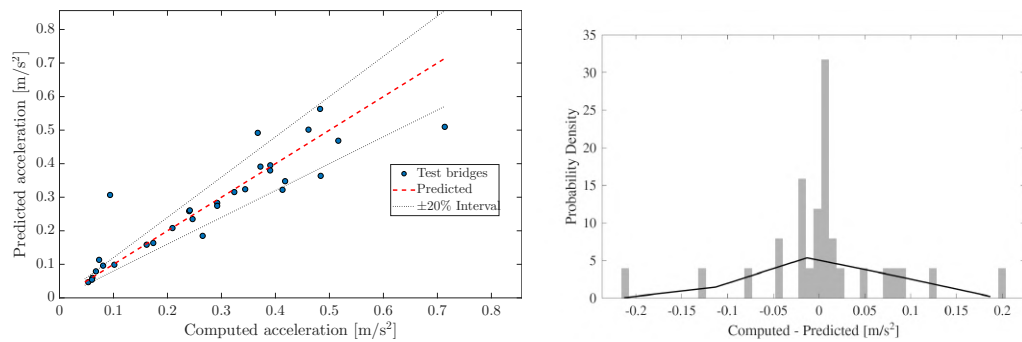 0.8
0.7
0.6
0.5
0.4
0.3
0.2
0.1
0
Predicted acceleration [m/s²]
0 0.1 0.2 0.3 0.4 0.5 0.6 0.7 0.8
Computed acceleration [m/s²]
Test bridges
Predicted
±20% Interval
35
30
25
20
15
10
5
0
Probability Density
-0.2 -0.15 -0.1 -0.05 0 0.05 0.1 0.15 0.2
Computed - Predicted [m/s²]